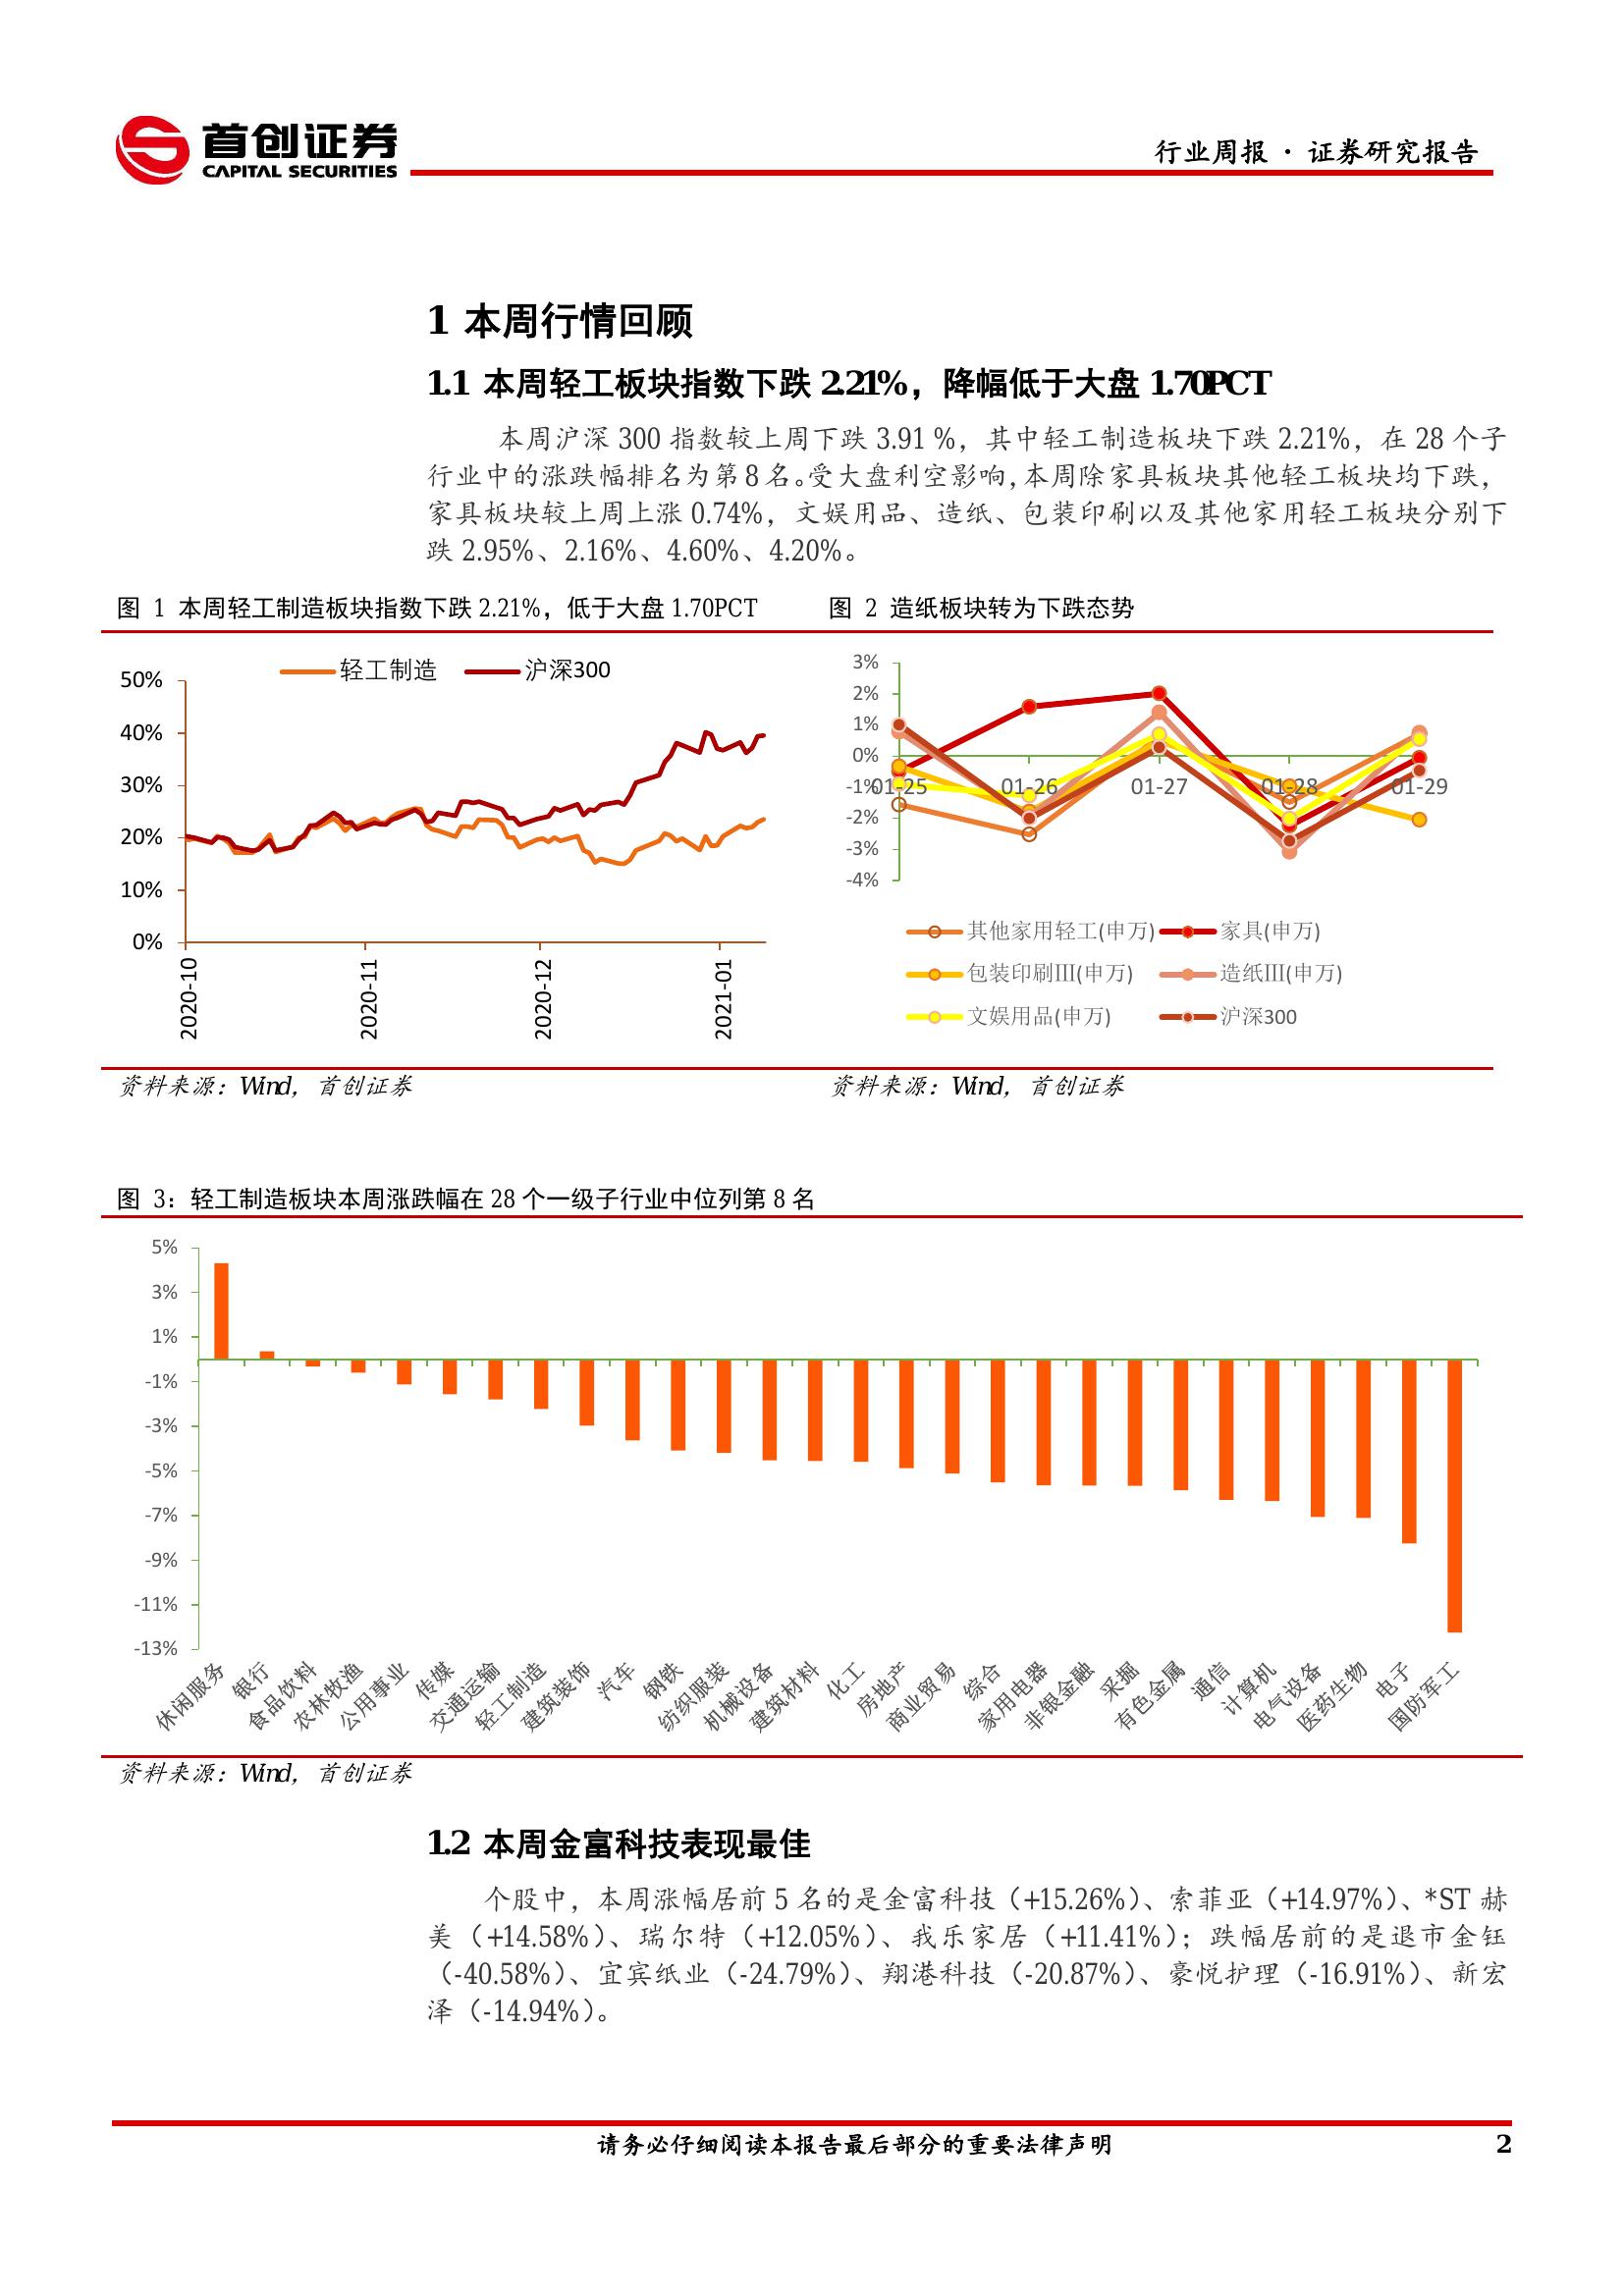 首创证券
CAPITAL SECURITIES
行业周报 · 证券研究报告
1 本周行情回顾
1.1 本周轻工板块指数下跌 2.21%，降幅低于大盘 1.70PCT
本周沪深 300 指数较上周下跌 3.91 %，其中轻工制造板块下跌 2.21%，在 28 个子
行业中的涨跌幅排名为第 8 名。受大盘利空影响，本周除家具板块其他轻工板块均下跌，
家具板块较上周上涨 0.74%，文娱用品、造纸、包装印刷以及其他家用轻工板块分别下
跌 2.95%、2.16%、4.60%、4.20%。
图 1 本周轻工制造板块指数下跌 2.21%，低于大盘 1.70PCT
轻工制造 沪深300
50%
40%
30%
20%
10%
0%
2020-10 2020-11 2020-12 2021-01
资料来源：Wind，首创证券
图 2 造纸板块转为下跌态势
3%
2%
1%
0%
-1%
-2%
-3%
-4%
01-25 01-26 01-27 01-28 01-29
其他家用轻工(申万) 家具(申万)
包装印刷III(申万) 造纸III(申万)
文娱用品(申万) 沪深300
资料来源：Wind，首创证券
图 3：轻工制造板块本周涨跌幅在 28 个一级子行业中位列第 8 名
5%
3%
1%
-1%
-3%
-5%
-7%
-9%
-11%
-13%
休闲服务 银行 食品饮料 农林牧渔 公用事业 传媒 交通运输 轻工制造 建筑装饰 汽车 钢铁 纺织服装 机械设备 建筑材料 化工 房地产 商业贸易 综合 家用电器 非银金融 采掘 有色金属 通信 计算机 电气设备 医药生物 电子 国防军工
资料来源：Wind，首创证券
1.2 本周金富科技表现最佳
个股中，本周涨幅居前 5 名的是金富科技（+15.26%）、索菲亚（+14.97%）、*ST 赫
美（+14.58%）、瑞尔特（+12.05%）、我乐家居（+11.41%）；跌幅居前的是退市金钰
（-40.58%）、宜宾纸业（-24.79%）、翔港科技（-20.87%）、豪悦护理（-16.91%）、新宏
泽（-14.94%）。
请务必仔细阅读本报告最后部分的重要法律声明
2